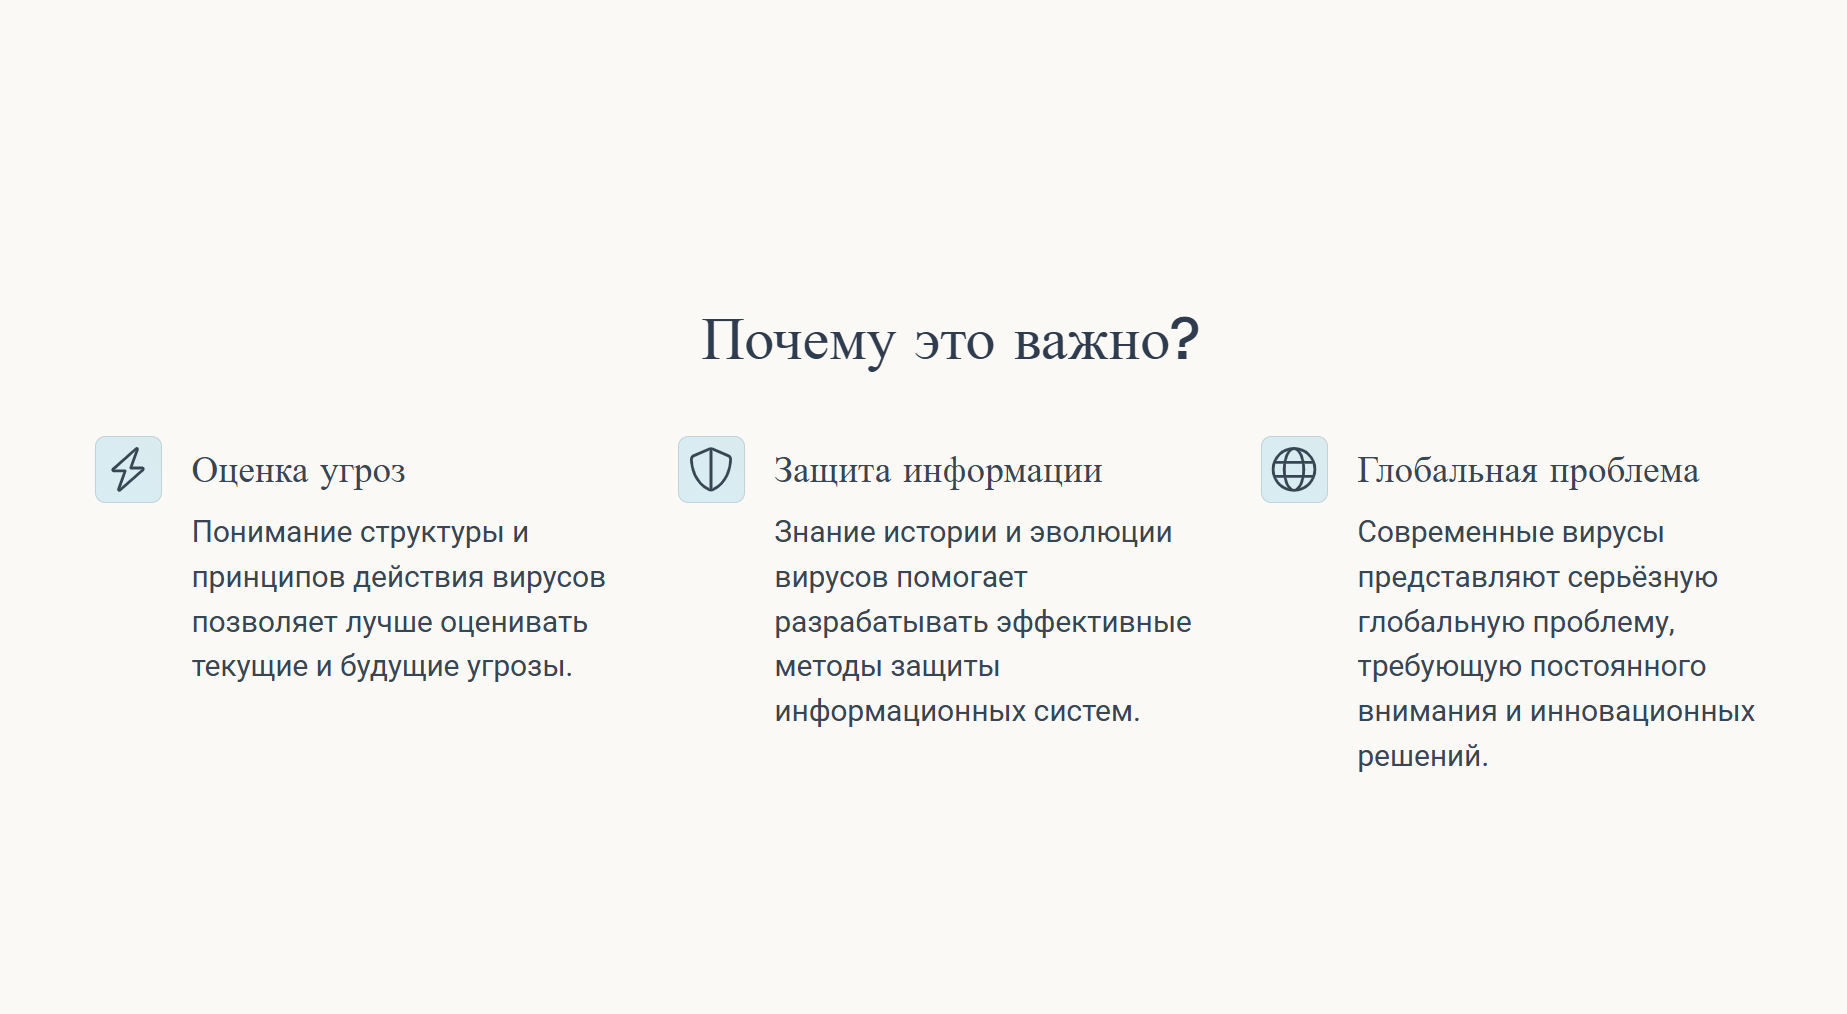 Почему это важно?
Оценка угроз
Понимание структуры и
принципов действия вирусов
позволяет лучше оценивать
текущие и будущие угрозы.
Защита информации
Знание истории и эволюции
вирусов помогает
разрабатывать эффективные
методы защиты
информационных систем.
Глобальная проблема
Современные вирусы
представляют серьёзную
глобальную проблему,
требующую постоянного
внимания и инновационных
решений.